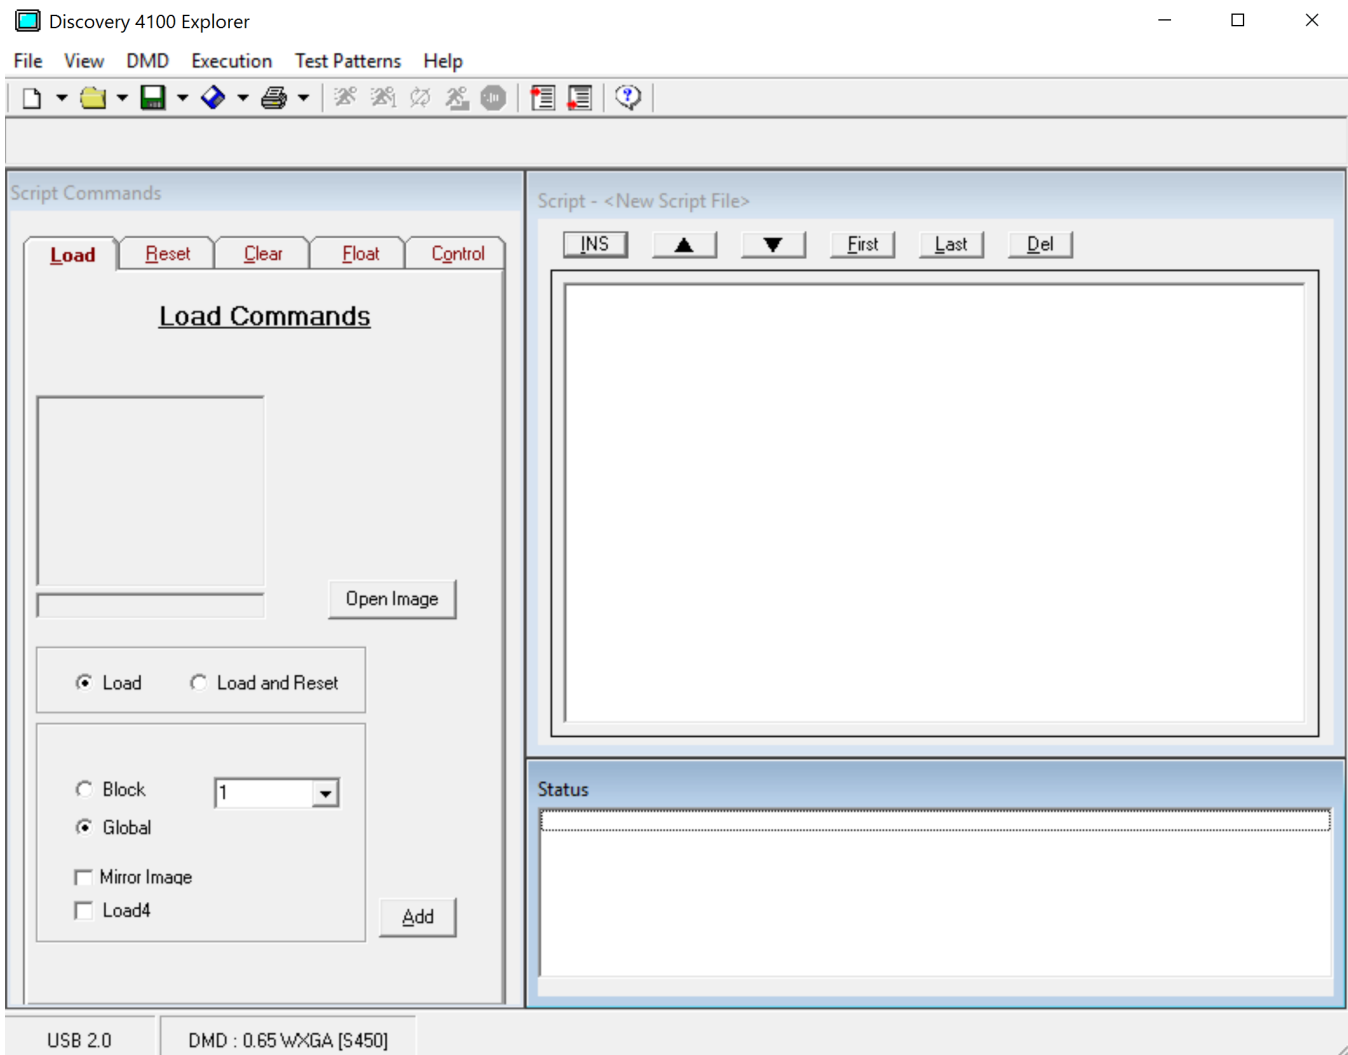 Discovery 4100 Explorer
File View DMD Execution Test Patterns Help
Script Commands
Load Reset Clear Float Control
Load Commands
Open Image
Load Load and Reset
Block 1
Global
Mirror Image
Load4
Add
Script - <New Script File>
INS First Last Del
Status
USB 2.0 DMD : 0.65 WXGA [S450]